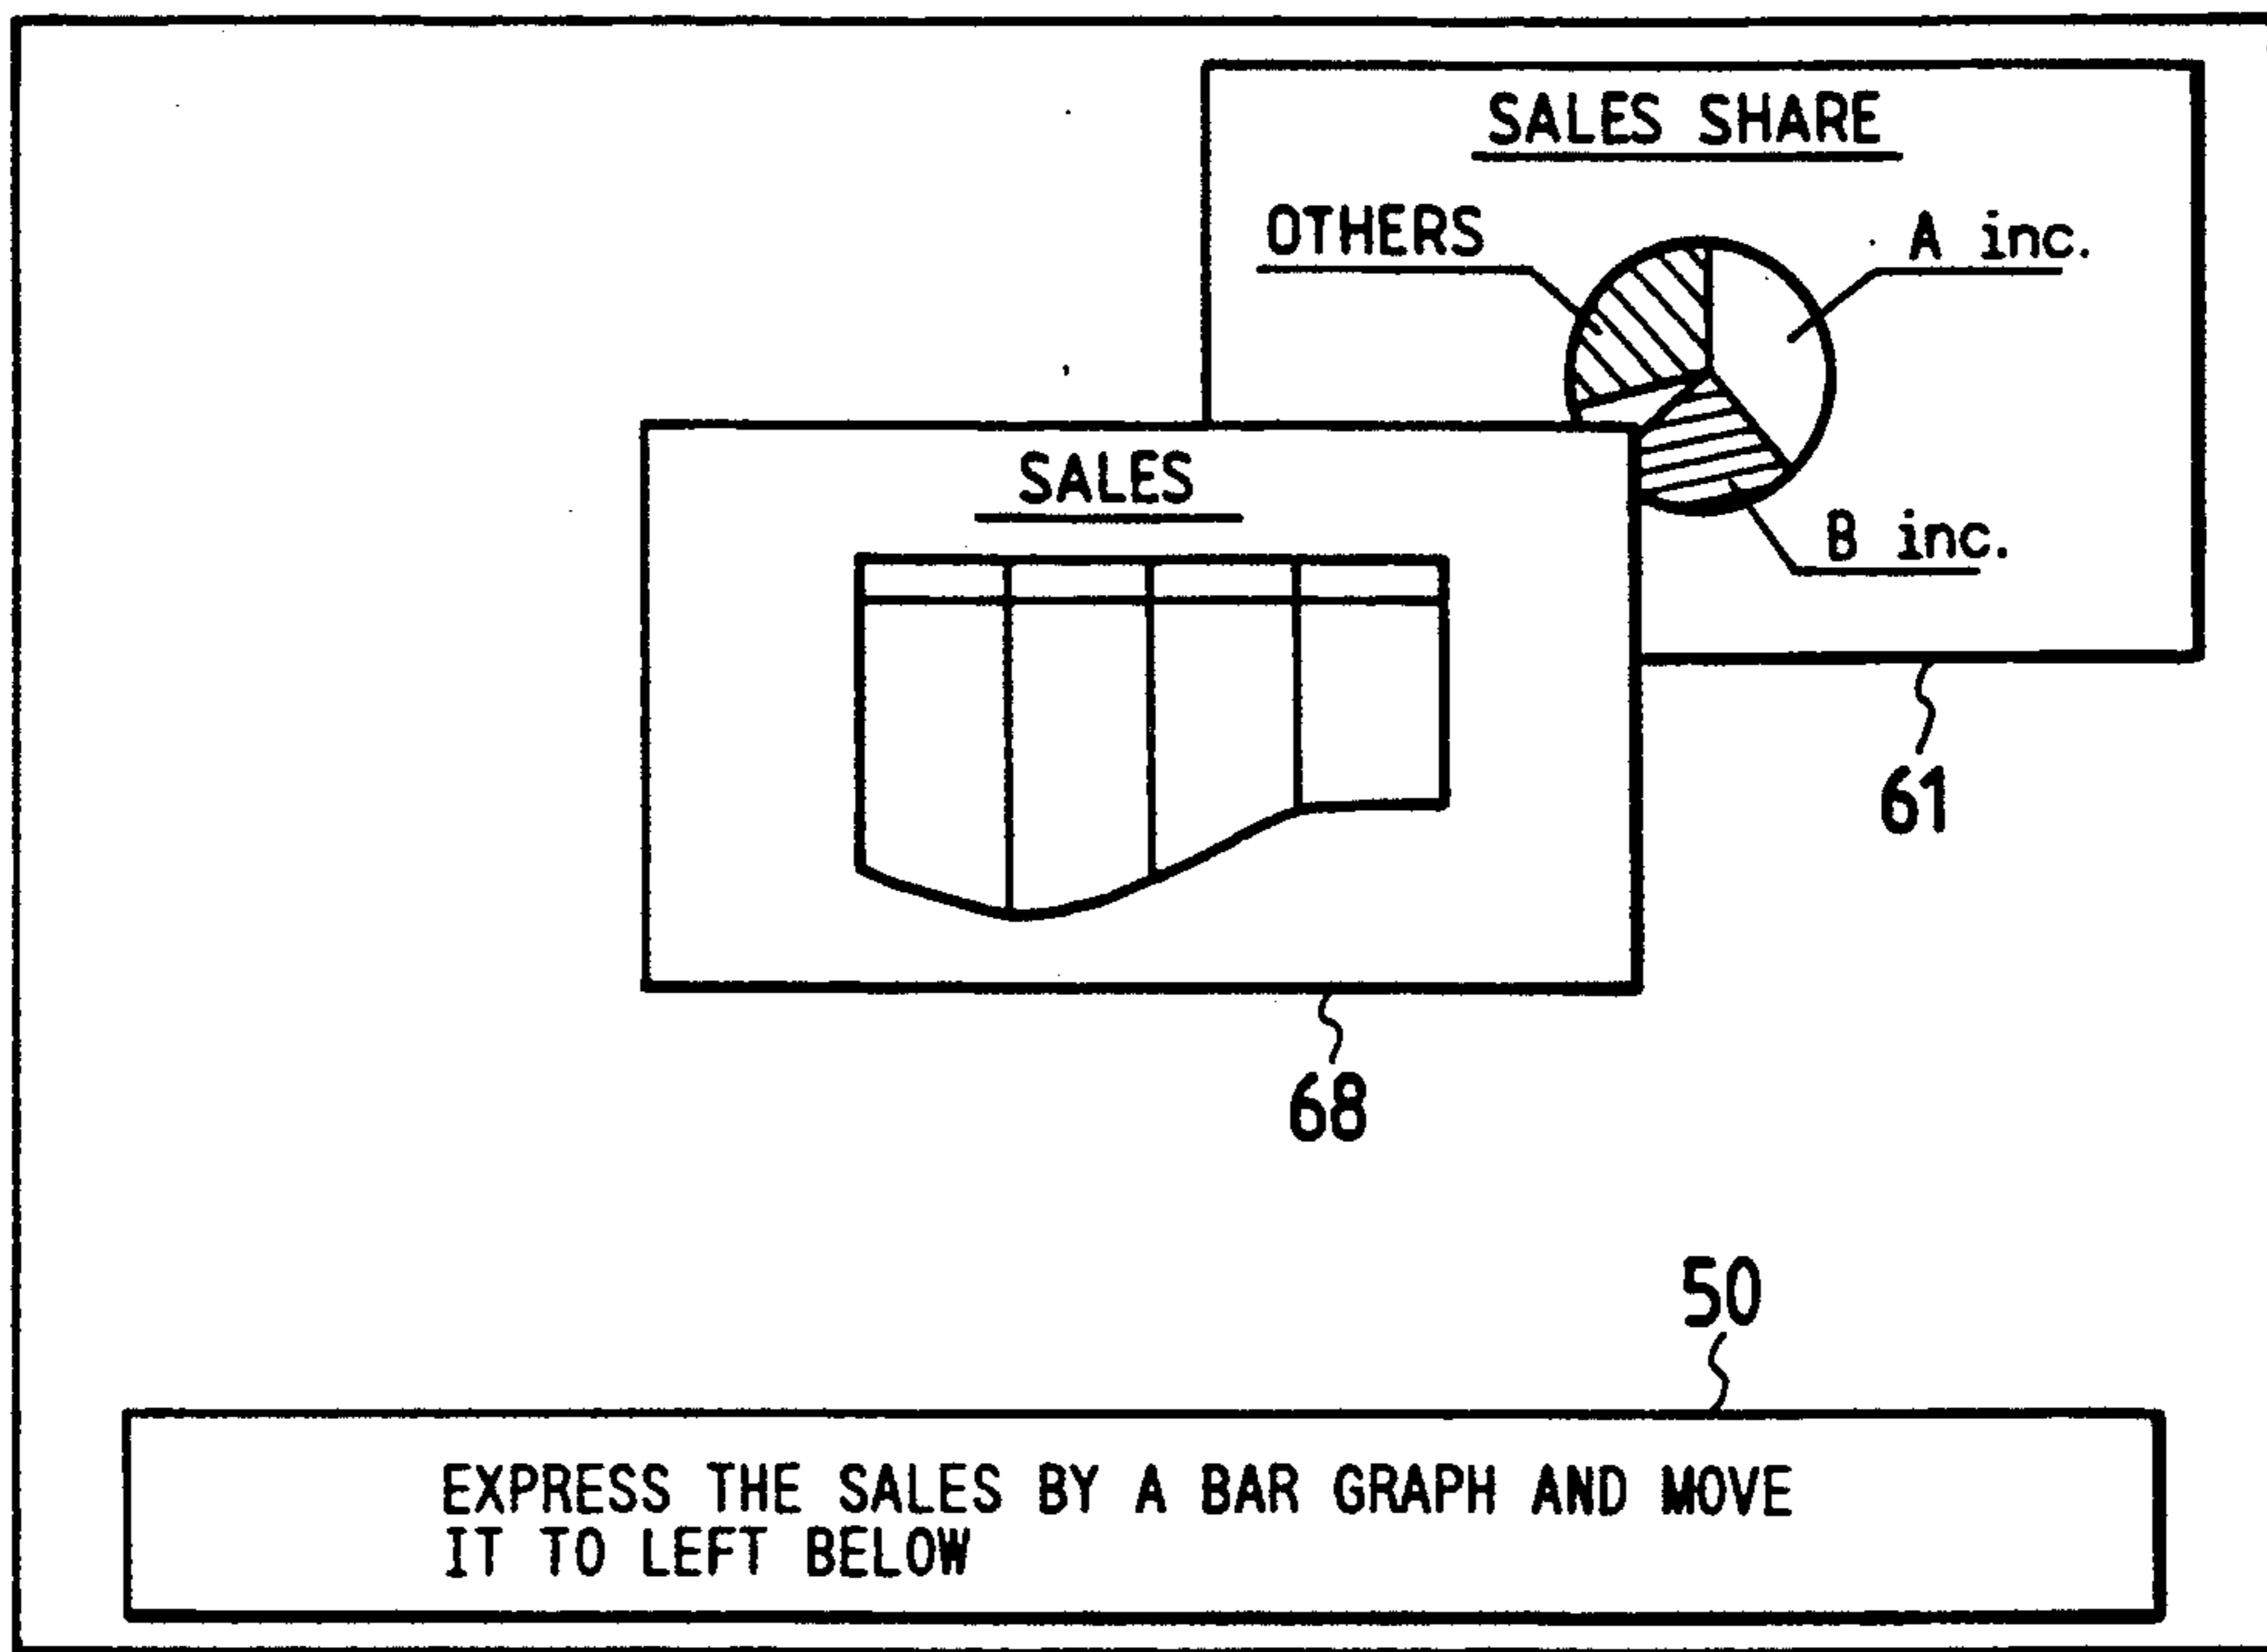 SALES SHARE
OTHERS
A inc.
SALES
B inc.
61
68
50
EXPRESS THE SALES BY A BAR GRAPH AND MOVE
IT TO LEFT BELOW